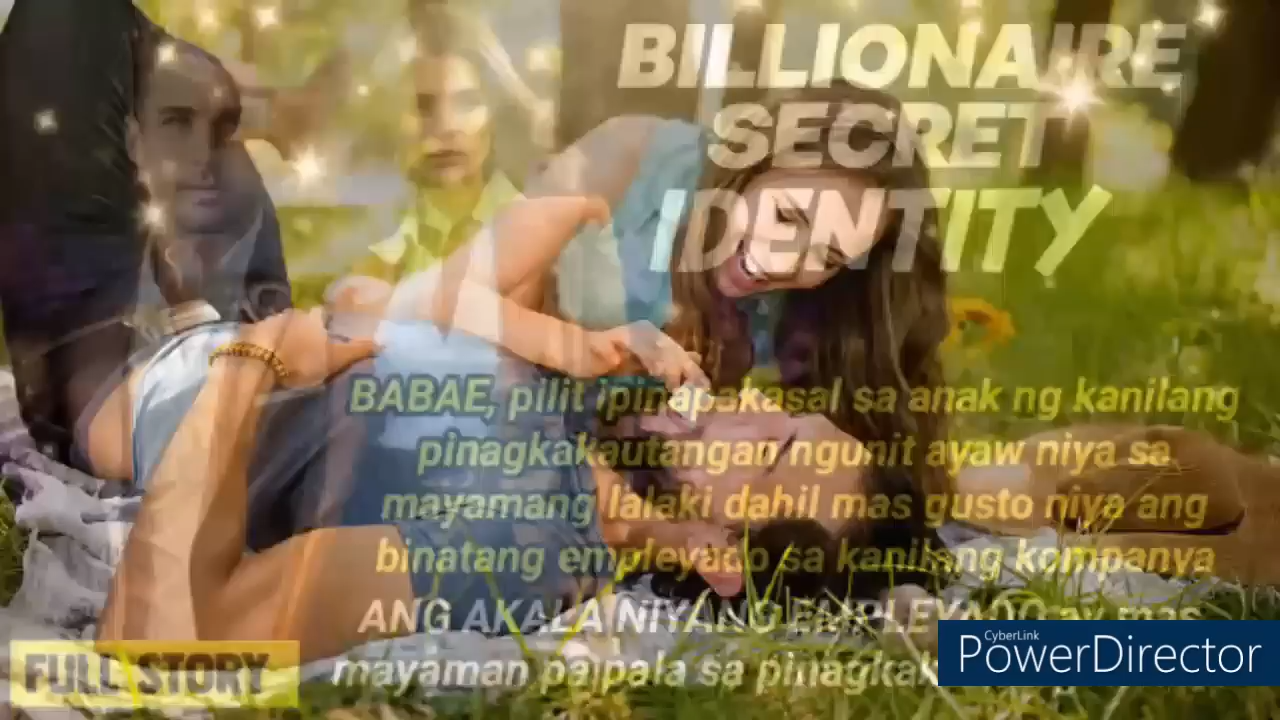 BILLIONAIRE
SECRET
IDENTITY
BABAE, pilit ipinapakasal sa anak ng kanilang
pinagkakautangan ngunit ayaw niya sa
mayamang lalaki dahil mas gusto niya ang
binatang empleyado sa kanilang kompanya
ANG AKALA NIYANG EMPLEYADO ay mas
mayaman pa pala sa
FULL STORY
CyberLink
PowerDirector